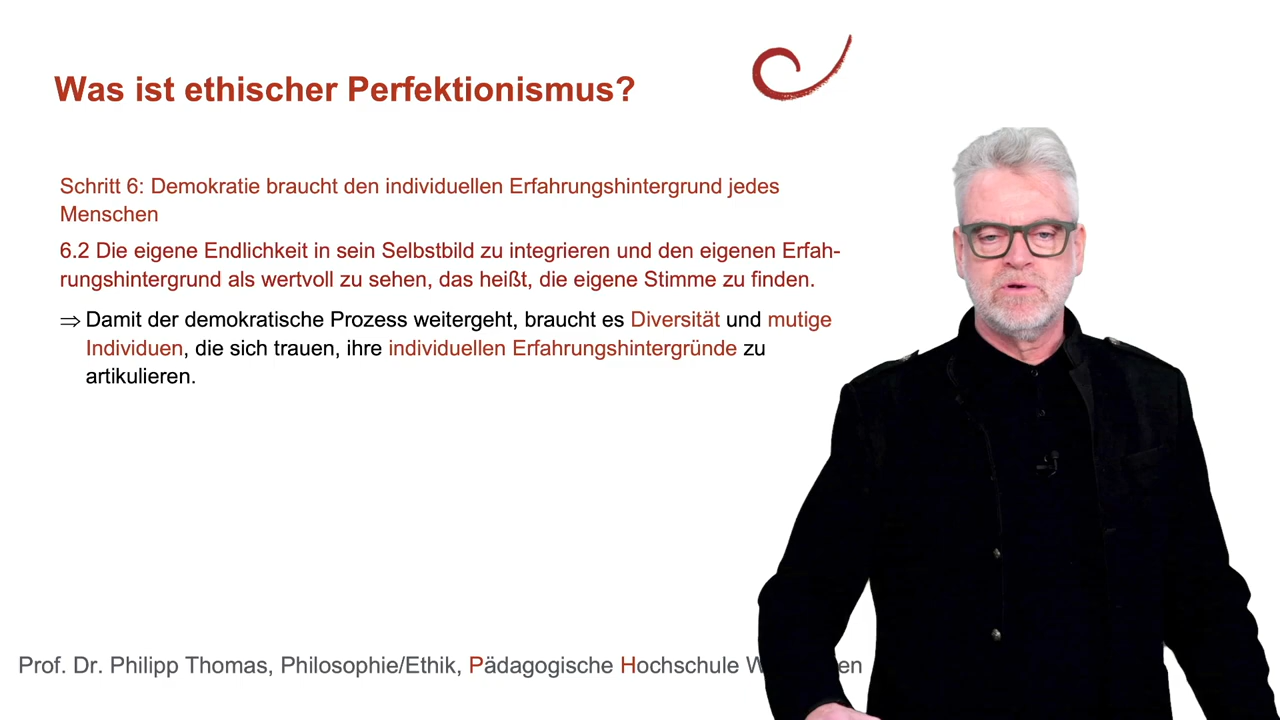 Was ist ethischer Perfektionismus?
Schritt 6: Demokratie braucht den individuellen Erfahrungshintergrund jedes
Menschen
6.2 Die eigene Endlichkeit in sein Selbstbild zu integrieren und den eigenen Erfah-
rungshintergrund als wertvoll zu sehen, das heißt, die eigene Stimme zu finden.
⇒ Damit der demokratische Prozess weitergeht, braucht es Diversität und mutige
Individuen, die sich trauen, ihre individuellen Erfahrungshintergründe zu
artikulieren.
Prof. Dr. Philipp Thomas, Philosophie/Ethik, Pädagogische Hochschule